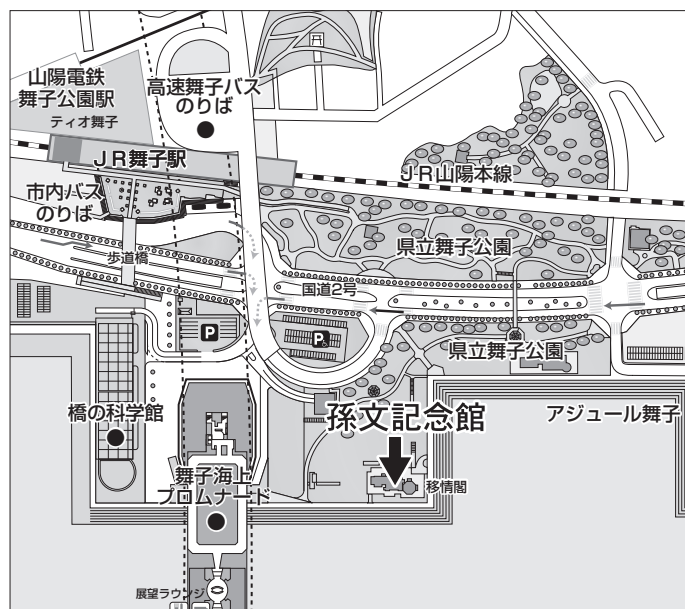 山陽電鉄
舞子公園駅
ティオ舞子
高速舞子バス
のりば
JR舞子駅
JR山陽本線
市内バス
のりば
県立舞子公園
歩道橋
国道2号
P
P
県立舞子公園
橋の科学館
孫文記念館
アジュール舞子
舞子海上
プロムナード
移情閣
展望ラウンジ